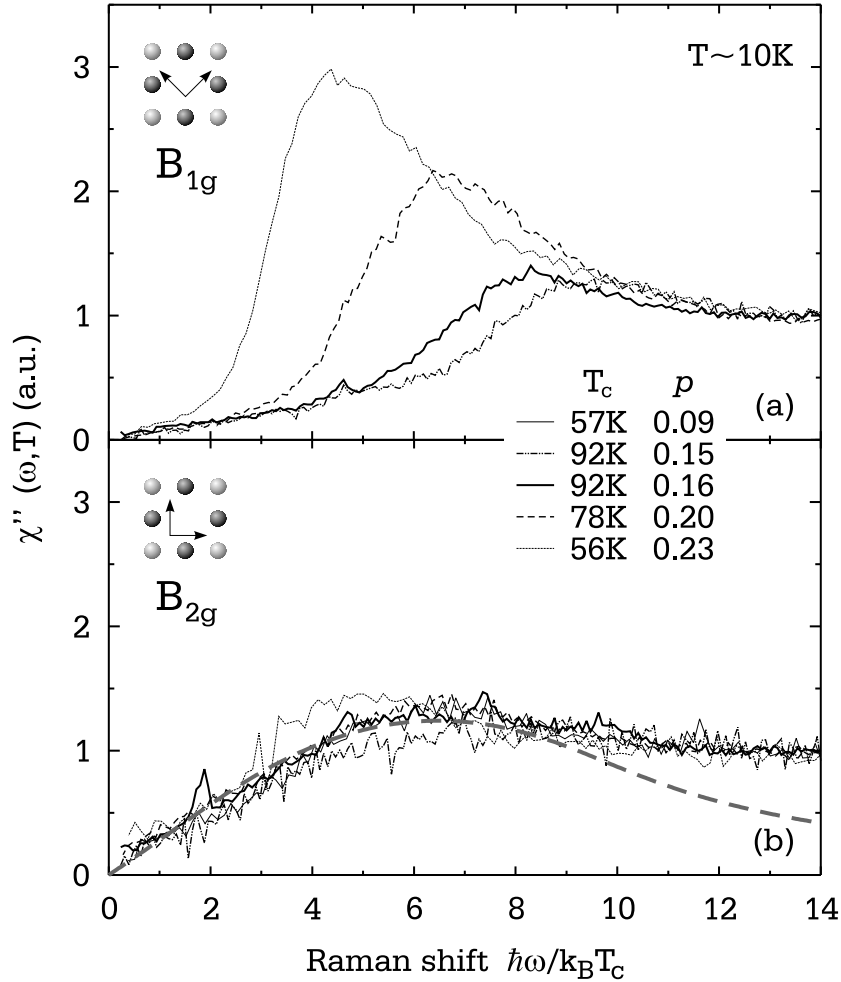 3
2
1
0
T~10K
B1g
Tc p
57K 0.09
92K 0.15
92K 0.16
78K 0.20
56K 0.23
(a)
χ'' (ω,T) (a.u.)
3
2
1
0
B2g
(b)
0 2 4 6 8 10 12 14
Raman shift ħω/kBTc